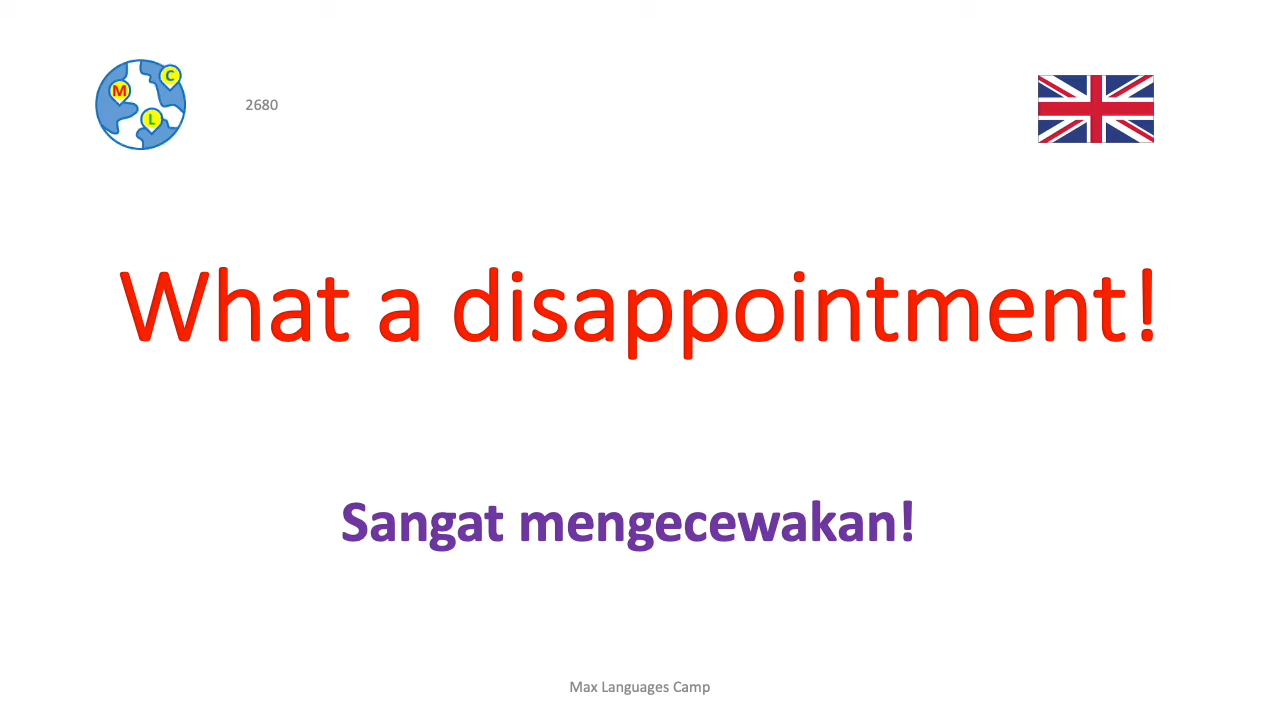 M
C
L
2680
What a disappointment!
Sangat mengecewakan!
Max Languages Camp